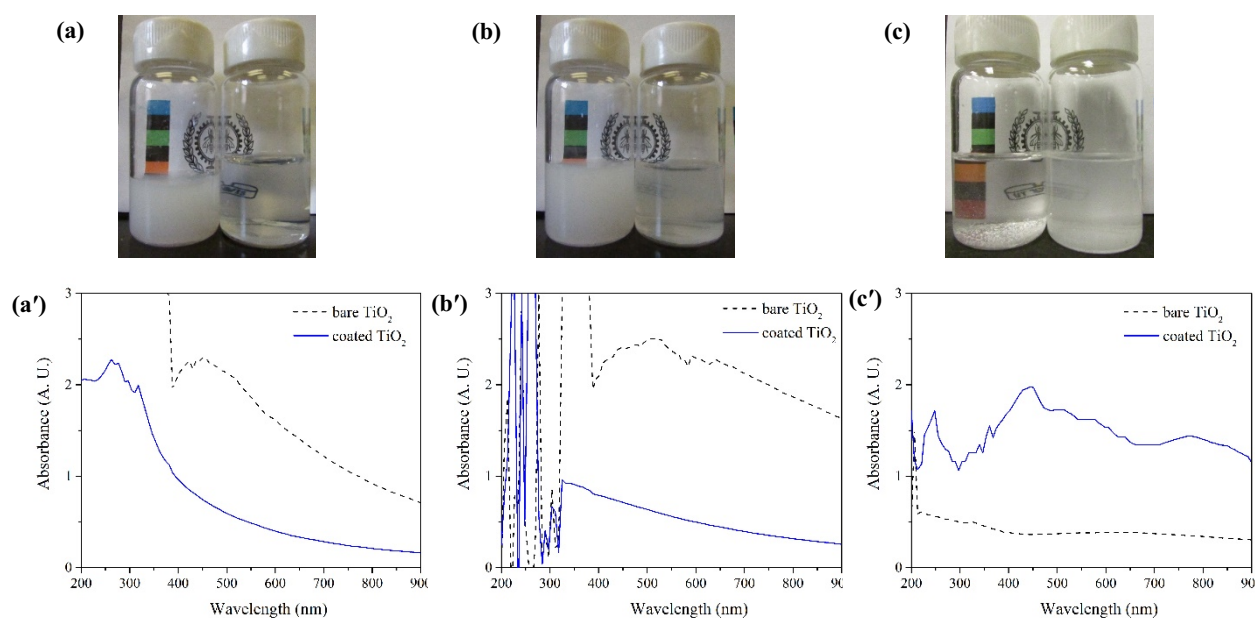 (a)
(b)
(c)
(a′)
3
2
1
0
Absorbance (A. U.)
bare TiO₂
coated TiO₂
200 300 400 500 600 700 800 900
Wavelength (nm)
(b′)
3
2
1
0
Absorbance (A. U.)
bare TiO₂
coated TiO₂
200 300 400 500 600 700 800 90
Wavelength (nm)
(c′)
3
2
1
0
Absorbance (A. U.)
bare TiO₂
coated TiO₂
200 300 400 500 600 700 800 90
Wavelength (nm)